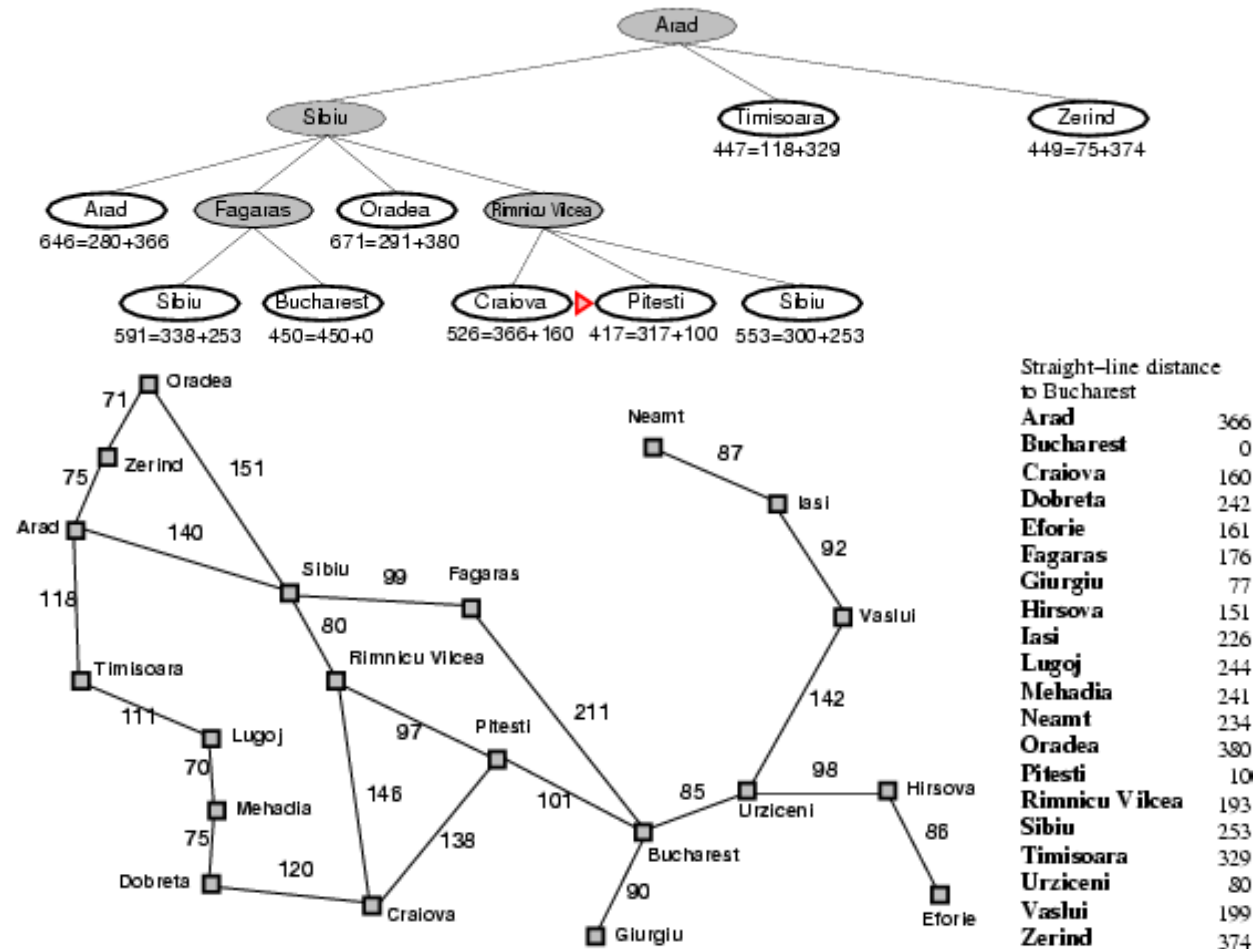 Arad
Sibiu
Timisoara
Zerind
447=118+329
449=75+374
Arad
Fagaras
Oradea
Rimnicu Vilcea
646=280+366
671=291+380
Sibiu
Bucharest
Craiova
Pitesti
Sibiu
591=338+253
450=450+0
526=366+160
417=317+100
553=300+253
Oradea
71
Zerind
75
151
Arad
140
118
Sibiu
99
Fagaras
80
Rimnicu Vilcea
Timisoara
111
Lugoj
70
Mehadia
75
Dobreta
120
146
97
Pitesti
211
101
138
Craiova
Neamt
87
Iasi
92
Vaslui
142
98
Hirsova
85
Urziceni
86
Bucharest
90
Giurgiu
Eforie
Straight–line distance
to Bucharest
Arad 366
Bucharest 0
Craiova 160
Dobreta 242
Eforie 161
Fagaras 176
Giurgiu 77
Hirsova 151
Iasi 226
Lugoj 244
Mehadia 241
Neamt 234
Oradea 380
Pitesti 10
Rimnicu Vilcea 193
Sibiu 253
Timisoara 329
Urziceni 80
Vaslui 199
Zerind 374